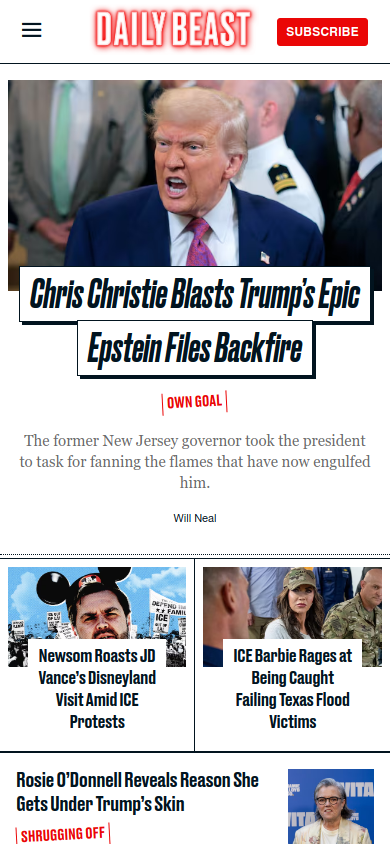 DAILY BEAST
SUBSCRIBE
Chris Christie Blasts Trump's Epic
Epstein Files Backfire
OWN GOAL
The former New Jersey governor took the president
to task for fanning the flames that have now engulfed
him.
Will Neal
DEFEND
FAMIL
ICE
Newsom Roasts JD
Vance's Disneyland
Visit Amid ICE
Protests
ICE Barbie Rages at
Being Caught
Failing Texas Flood
Victims
Rosie O'Donnell Reveals Reason She
Gets Under Trump's Skin
SHRUGGING OFF
VITA